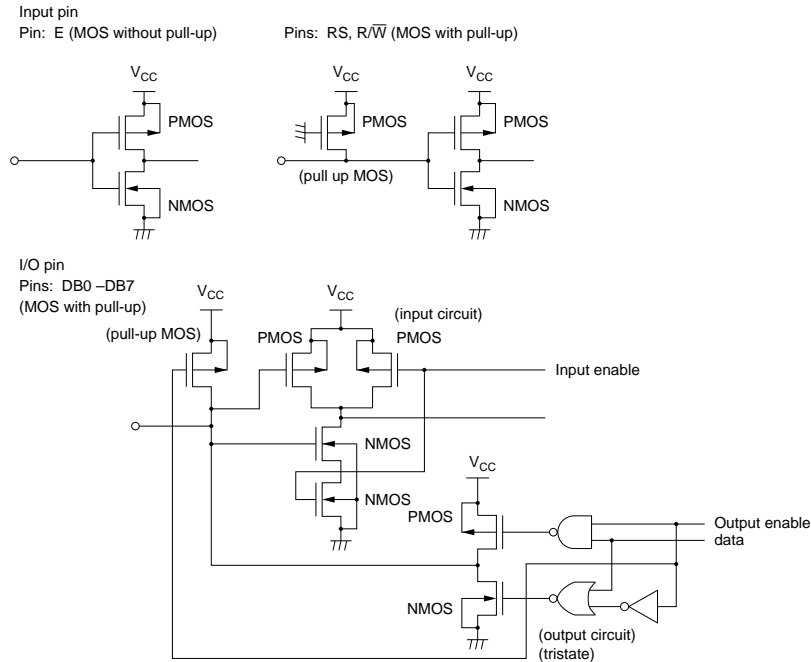 Input pin
Pin: E (MOS without pull-up)
Pins: RS, R/W̅ (MOS with pull-up)
VCC
PMOS
NMOS
VCC
PMOS
(pull up MOS)
VCC
PMOS
NMOS
I/O pin
Pins: DB0 –DB7
(MOS with pull-up)
VCC
(pull-up MOS)
VCC
PMOS
(input circuit)
PMOS
Input enable
NMOS
NMOS
VCC
PMOS
Output enable
data
NMOS
(output circuit)
(tristate)